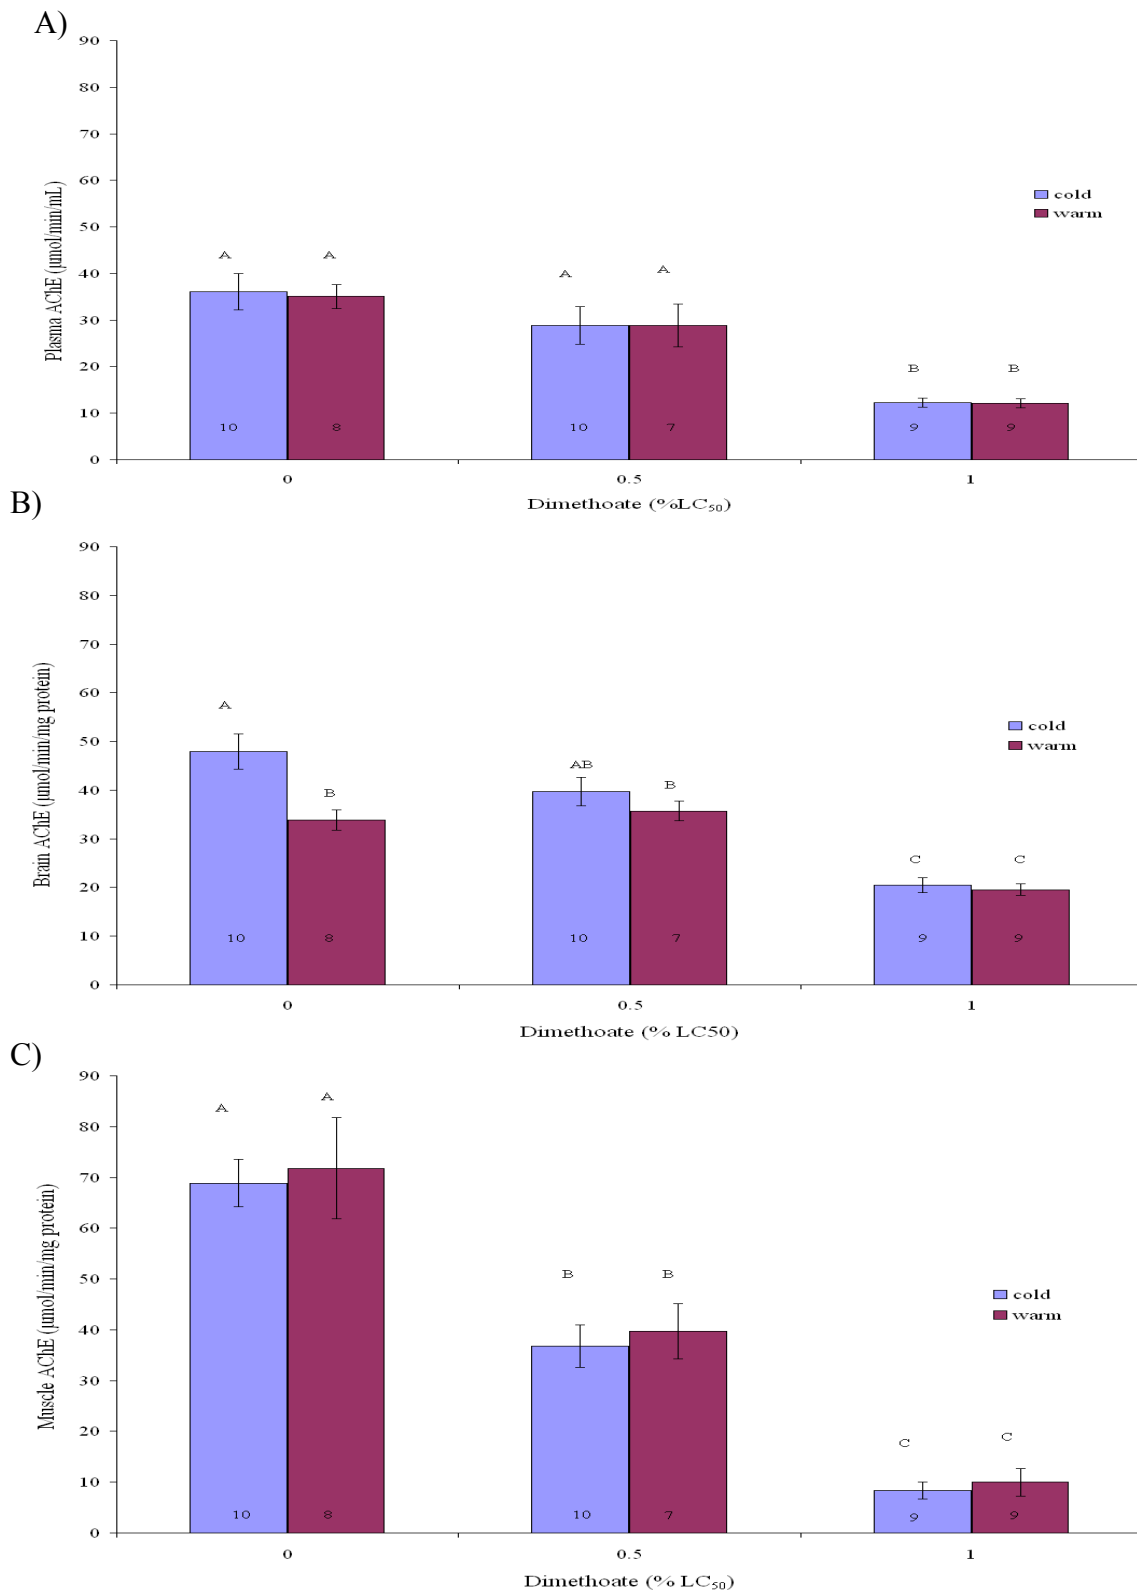 A)
90
80
70
60
50
40
30
20
10
0
Plasma AChE (µmol/min/mL)
cold
warm
A A
A A
B B
10 8 10 7 9 9
0 0.5 1
Dimethoate (%LC₅₀)
B)
90
80
70
60
50
40
30
20
10
0
Brain AChE (µmol/min/mg protein)
cold
warm
A
B
AB
B
C C
10 8 10 7 9 9
0 0.5 1
Dimethoate (% LC50)
C)
90
80
70
60
50
40
30
20
10
0
Muscle AChE (µmol/min/mg protein)
cold
warm
A A
B B
C C
10 8 10 7 9 9
0 0.5 1
Dimethoate (% LC₅₀)